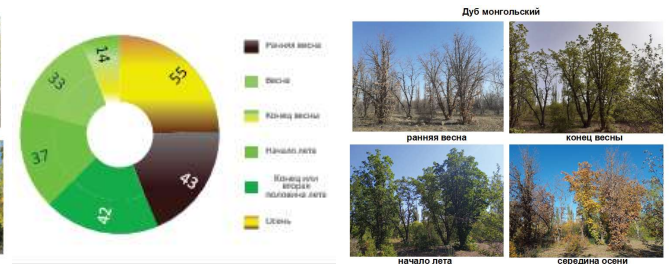 14
55
33
37
42
43
Ранняя весна
Весна
Конец весны
Начало лета
Конец или
вторая
половина лета
Осень
Дуб монгольский
ранняя весна
конец весны
начало лета
середина осени